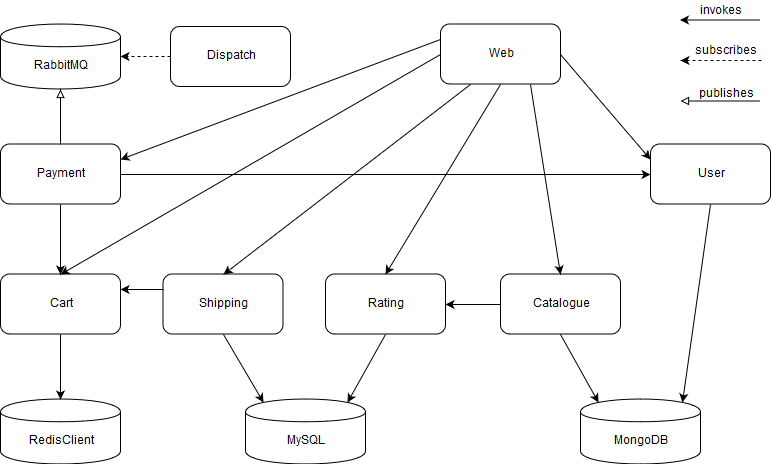 invokes
subscribes
publishes
RabbitMQ
Dispatch
Web
Payment
User
Cart
Shipping
Rating
Catalogue
RedisClient
MySQL
MongoDB